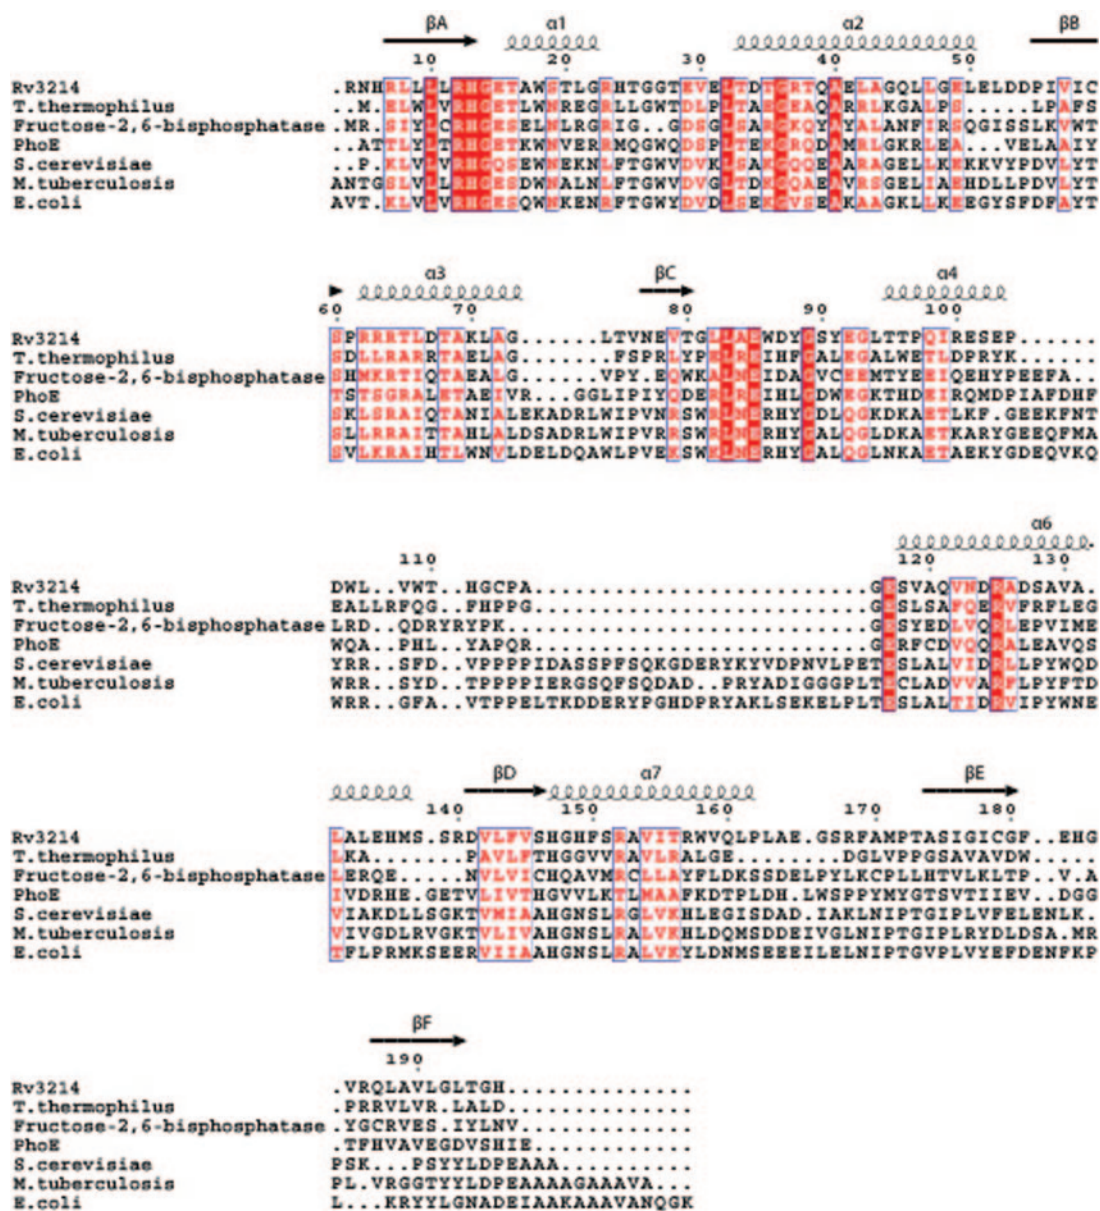 βA α1 α2 βB
10 20 30 40 50
Rv3214 .RNHRLLLLRHGETAWSTLGRHTGGTEVELTDTGRTQAELAGQLLGELELDDPIVIC
T.thermophilus ...M.ELWLVRHGETLWNREGRLLGWTDLPLTAEGEAQARRLKGALPS.....LPAFS
Fructose-2,6-bisphosphatase .MR.SIYLCRHGESELNLRGRIG..GDSGLSARGKQYAYALANFIRSQGISSLKVWT
PhoE ..ATTLYLTRHGETKWNVERRMQGWQDSPLTEKGRQDAMRLGKRLEA...VELAAIY
S.cerevisiae ...P.KLVLVRHGQSEWNEKNLFTGWVDVKLSAKGQQEAARAGELLKEKKVYPDVLYT
M.tuberculosis ANTGSLVLLRHGESDWNALNLFTGWVDVGLTDKGQAEAVRSGELIAEHDLLPDVLYT
E.coli AVT.KLVLVRHGESQWNKENRFTGWYDVDLSEKGVSEAKAAGKLLKEEGYSFDFAYT
α3 βC α4
60 70 80 90 100
Rv3214 SPRRRTLDTAKLAG......LTVNEVTGLLAEWDYGSYEGLTTPQIRESEP......
T.thermophilus SDLLRARRTAELAG.......FSPRLYPELREIHFGALEGALWETLDPRYK......
Fructose-2,6-bisphosphatase SHMKRTIQTAEALG......VPY.EQWKALNEIDAGVCEEMTYEEIQEHYPEEFA..
PhoE TSTSGRALETAEIVR...GGLIPIYQDERLREIHLGDWEGKTHDEIRQMDPIAFDHF
S.cerevisiae SKLSRAIQTANIALEKADRLWIPVNRSWRLNERHYGDLQGKDKAETLKF.GEEKFNT
M.tuberculosis SLLRRAITTAHLALDSADRLWIPVRRSWRLNERHYGALQGLDKAETKARYGEEQFMA
E.coli SVLKRAIHTLWNVLDELDQAWLPVEKSWKLNERHYGALQGLNKAETAEKYGDEQVKQ
α6
110 120 130
Rv3214 DWL..VWT..HGCPA.........................GESVAQVNDRADSAVA.
T.thermophilus EALLRFQG..FHPPG.........................GESLSAFQERVFRFLEG
Fructose-2,6-bisphosphatase LRD..QDRYRYPK...........................GESYEDLVQRLEPVIME
PhoE WQA..PHL..YAPQR.........................GERFCDVQQRALEAVQS
S.cerevisiae YRR..SFD..VPPPPIDASSPFSQKGDERYKYVDPNVLPETESLALVIDRLLPYWQD
M.tuberculosis WRR..SYD..TPPPPIERGSQFSQDAD..PRYADIGGGPLTECLADVVARFLPYFTD
E.coli WRR..GFA..VTPPELTKDDERYPGHDPRYAKLSEKELPLTESLALTIDRVIPYWNE
βD α7 βE
140 150 160 170 180
Rv3214 LALEHMS.SRDVLFVSHGHFSRAVITRWVQLPLAE.GSRFAMPTASIGICGF..EHG
T.thermophilus LKA.......PAVLFTHGGVVRAVLRALGE........DGLVPPGSAVAVDW.....
Fructose-2,6-bisphosphatase LERQE.....NVLVICHQAVMRCLLAYFLDKSSDELPYLKCPLLHTVLKLTP..V.A
PhoE IVDRHE.GETVLIVTHGVVLKTLMAAFKDTPLDH.LWSPPYMYGTSVTIIEV..DGG
S.cerevisiae VIAKDLLSGKTVMIAAHGNSLRGLVKHLEGISDAD.IAKLNIPTGIPLVFELENLK.
M.tuberculosis VIVGDLRVGKTVLIVAHGNSLRALVKHLDQMSDDEIVGLNIPTGIPLRYDLDSA.MR
E.coli TFLPRMKSEERVIIAAHGNSLRALVKYLDNMSEEEILELNIPTGVPLVYEFDENFKP
βF
190
Rv3214 .VRQLAVLGLTGH..............
T.thermophilus .PRRVLVR.LALD..............
Fructose-2,6-bisphosphatase .YGCRVES.IYLNV.............
PhoE .TFHVAVEGDVSHIE............
S.cerevisiae PSK...PSYYLDPEAAA..........
M.tuberculosis PL.VRGGTYYLDPEAAAAGAAAVA...
E.coli L...KRYYLGNADEIAAKAAAVANQGK